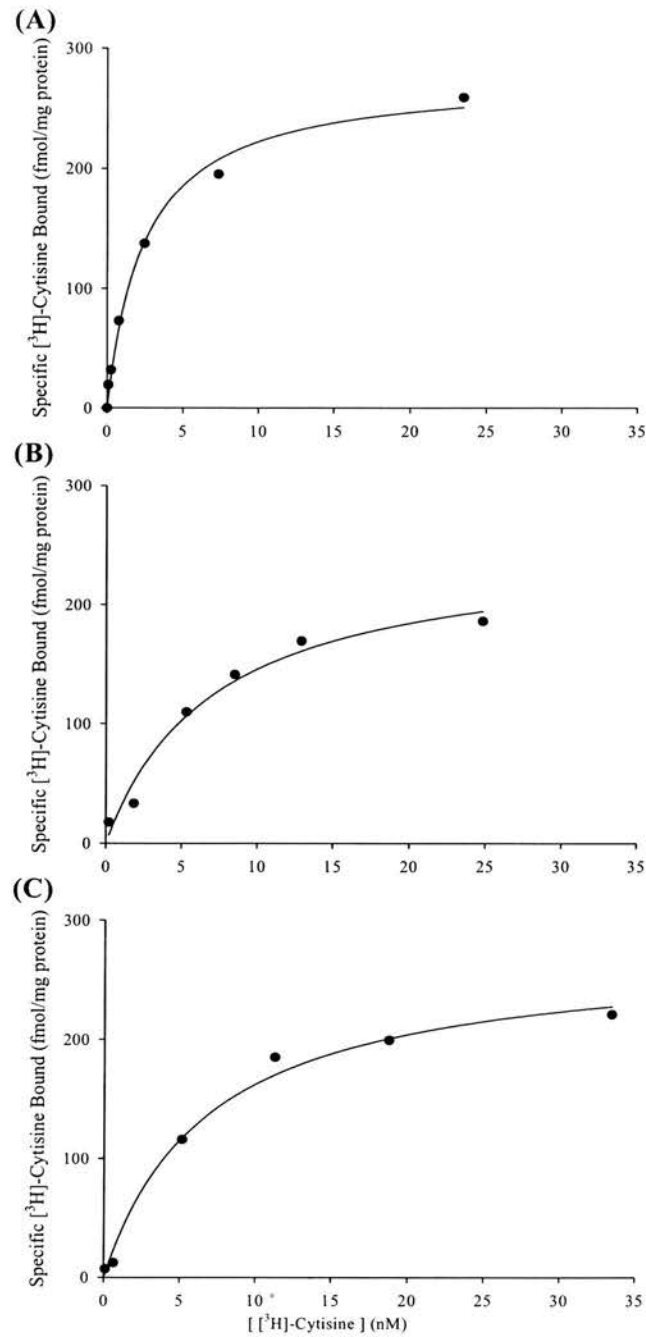 (A)
Specific [³H]-Cytisine Bound (fmol/mg protein)
300
200
100
0
0 5 10 15 20 25 30 35
(B)
Specific [³H]-Cytisine Bound (fmol/mg protein)
300
200
100
0
0 5 10 15 20 25 30 35
(C)
Specific [³H]-Cytisine Bound (fmol/mg protein)
300
200
100
0
0 5 10 15 20 25 30 35
[ [³H]-Cytisine ] (nM)